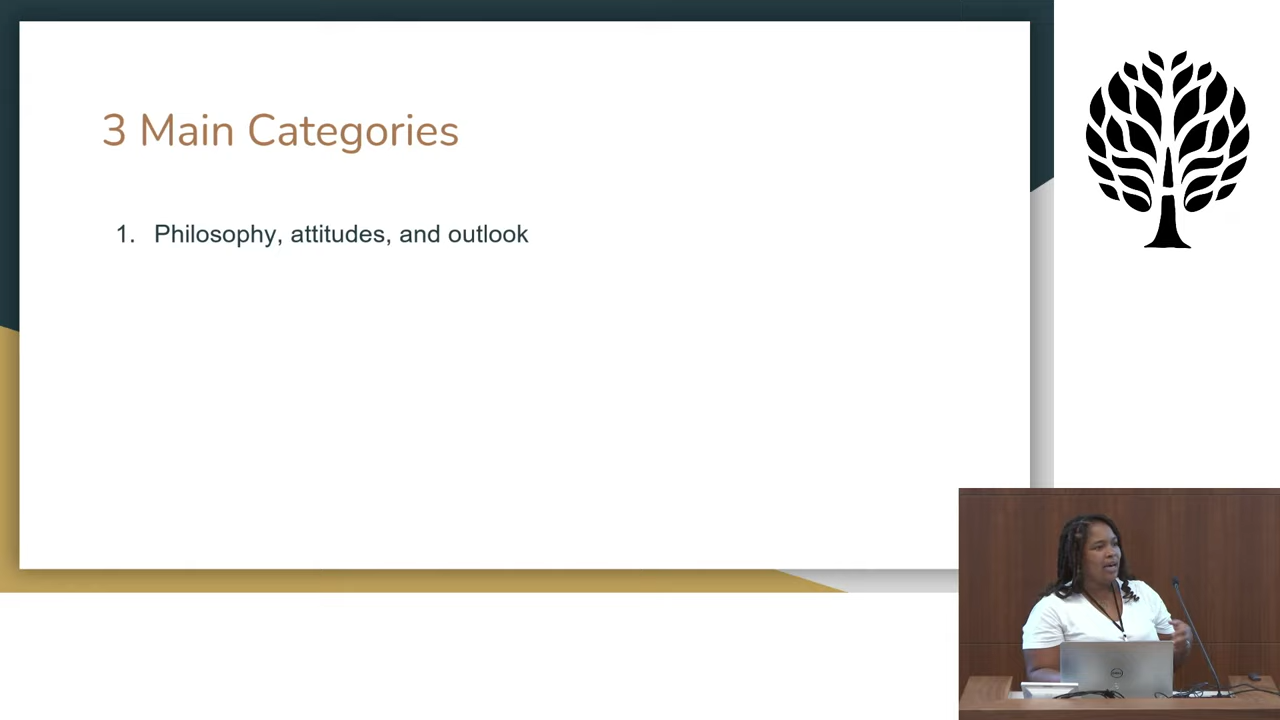 3 Main Categories
1. Philosophy, attitudes, and outlook